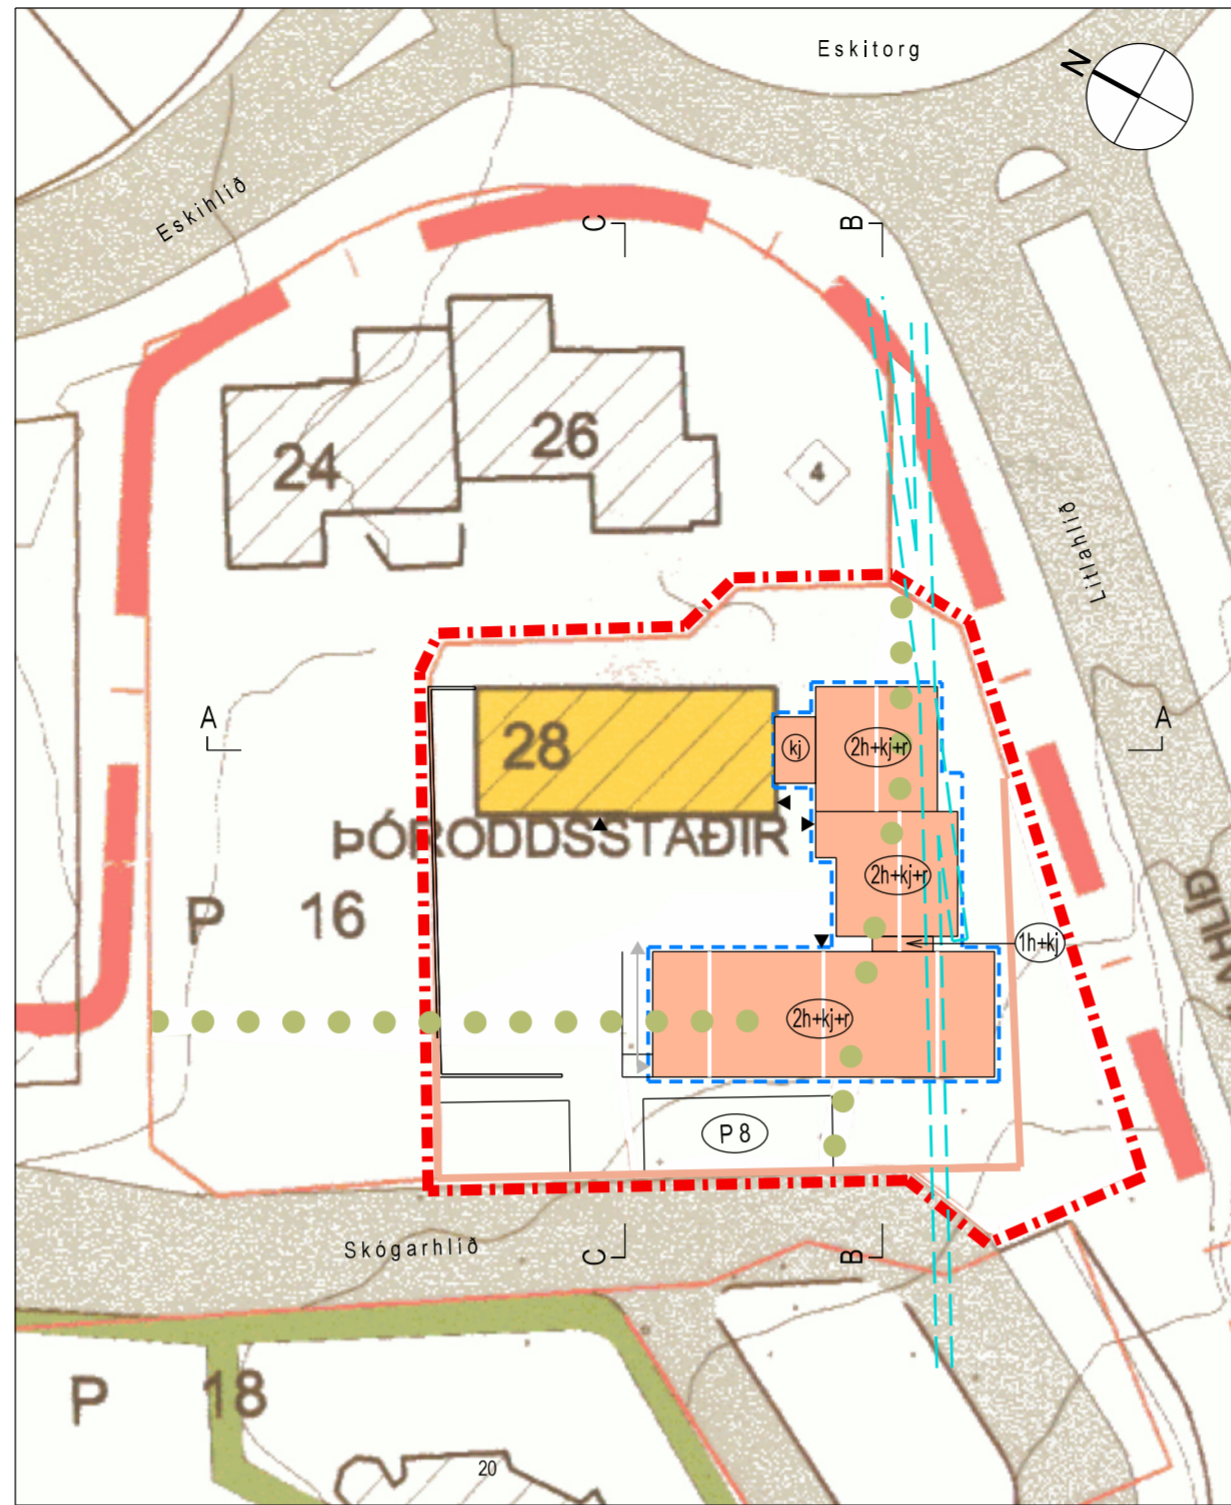 Eskitorg
N
Eskihlíð
C
B
24
26
4
Litlahlíð
A
A
28
kj
2h+kj+r
ÞÓRODDSSTAÐIR
2h+kj+r
P 16
1h+kj
2h+kj+r
P 8
Skógarhlíð
C
B
P 18
20